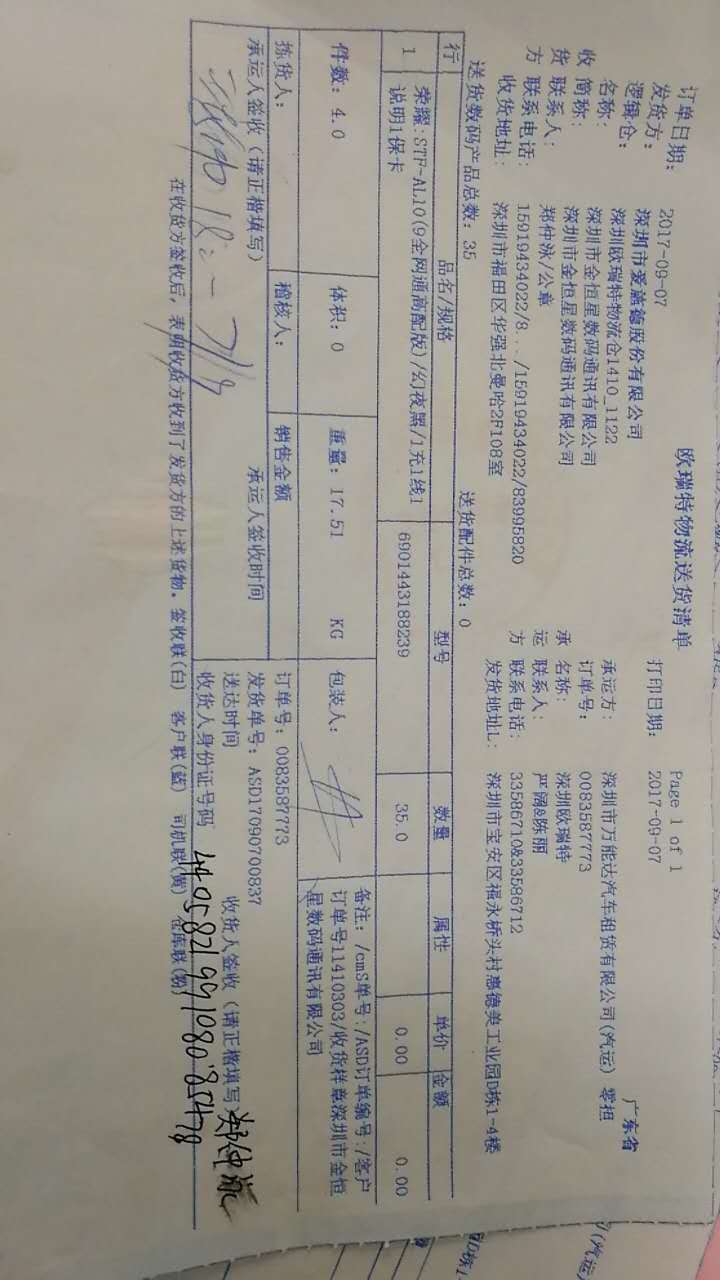 欧瑞特物流送货清单
Page 1 of 1
订单日期: 2017-09-07 打印日期: 2017-09-07
发货方: 深圳市爱施德股份有限公司 广东省
逻辑仓: 深圳欧瑞特物流仓1410_1122 承运方: 深圳市万能达汽车租赁有限公司(汽运) 零担
名称: 深圳市金恒星数码通讯有限公司 订单号: 0083587773
收 简称: 深圳市金恒星数码通讯有限公司 承 名称: 深圳欧瑞特
货 联系人: 郑仲泳/公章 运 联系人:
方 联系电话: 15919434022/8.../15919434022/83995820 方 联系电话: 33586710&33586712
收货地址: 深圳市福田区华强北曼哈2F108室 发货地址L: 深圳市宝安区福永桥头村惠德美工业园D栋1-4楼
送货数码产品总数: 35 送货配件总数: 0
行 品名/规格 型号 数量 属性 单价 金额
1 荣耀:STF-AL10(9全网通高配版)/幻夜黑/1充1线1说明1保卡 6901443188239 35.0 0.00 0.00
件数: 4.0 体积: 0 重量: 17.51 KG 包装人:
备注: /cmS单号:/ASD订单编号:/客户
订单号11410303/收货样章深圳市金恒
星数码通讯有限公司
拣货人: 稽核人: 销售金额 订单号: 0083587773
发货单号: ASD17090700837
承运人签收 (请正楷填写) 承运人签收时间 送达时间 收货人签收 (请正楷填写
收货人身份证号码
在收货方签收后, 表明收货方收到了发货方的上述货物。签收联(白) 客户联(蓝) 司机联(黄) 仓库联(粉)